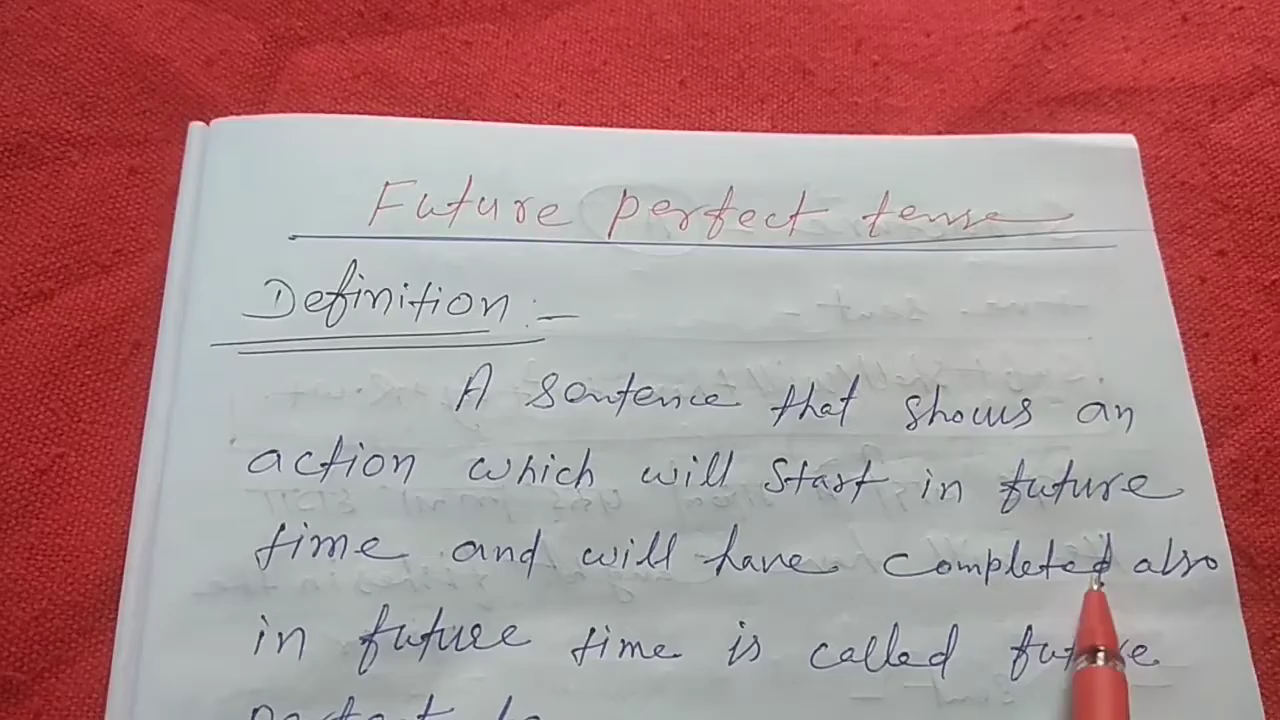 Future perfect tense
Definition :-
A sentence that shows an
action which will start in future
time and will have completed also
in future time is called future